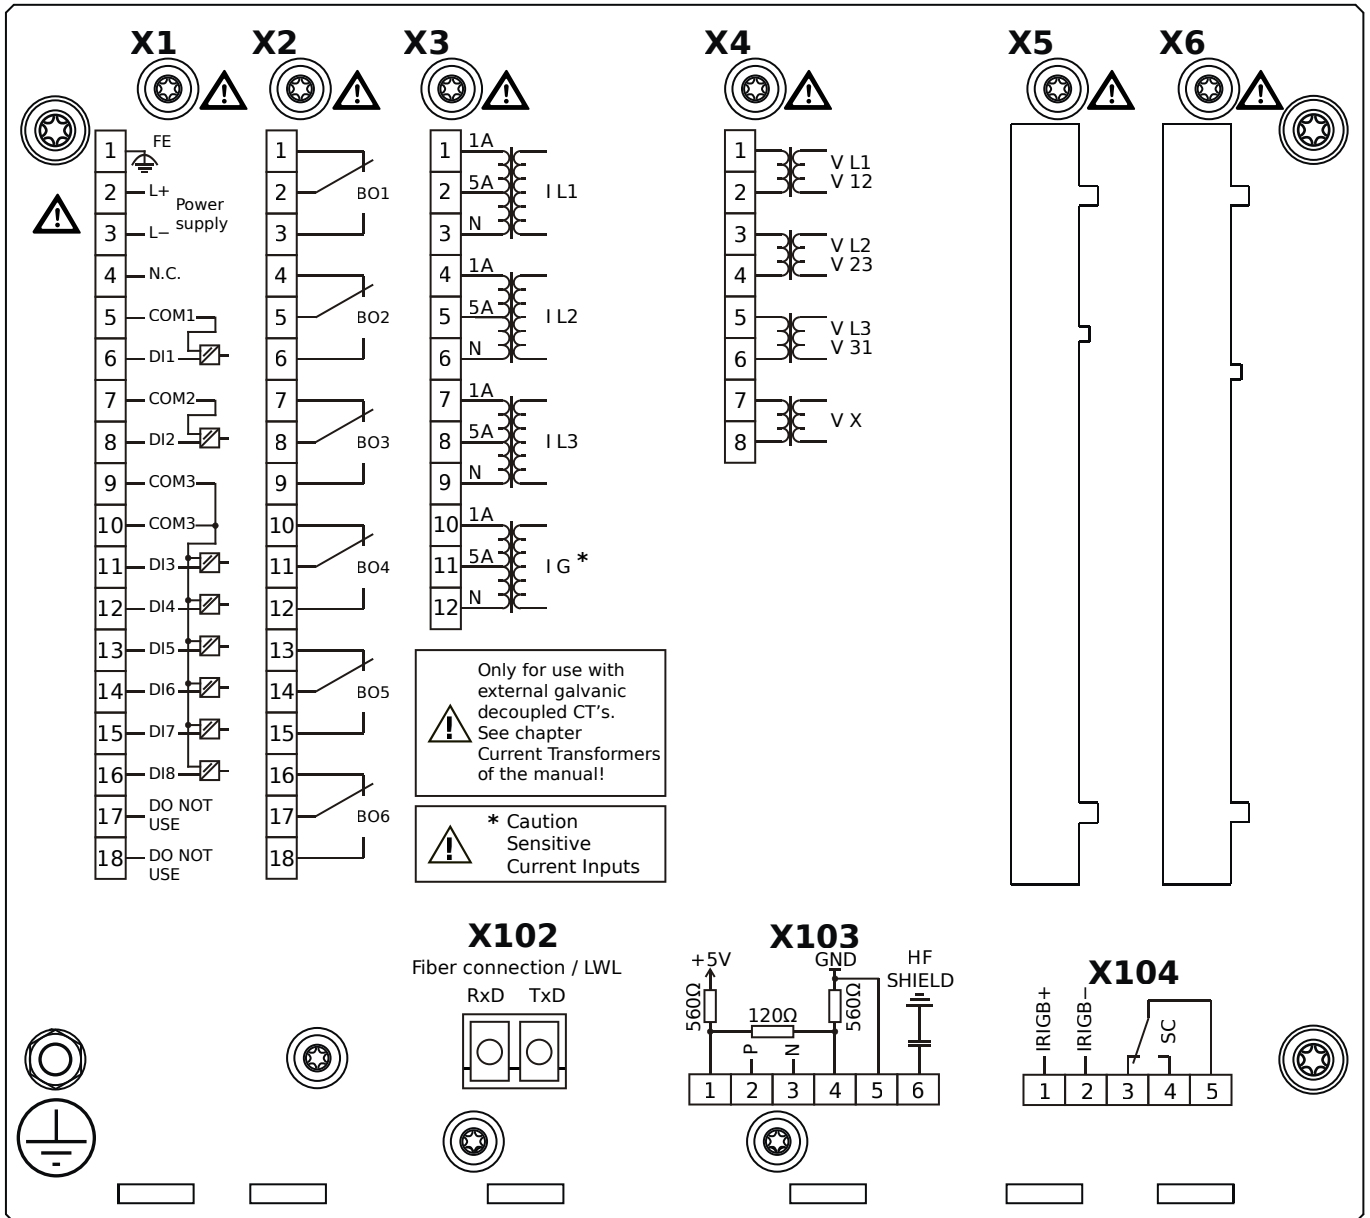 X1
X2
X3
X4
X5
X6
1 FE
2 L+
Power
supply
3 L−
4 N.C.
5 COM1
6 DI1
7 COM2
8 DI2
9 COM3
10 COM3
11 DI3
12 DI4
13 DI5
14 DI6
15 DI7
16 DI8
17 DO NOT
USE
18 DO NOT
USE
1
2 BO1
3
4
5 BO2
6
7
8 BO3
9
10
11 BO4
12
13
14 BO5
15
16
17 BO6
18
1 1A
2 5A I L1
3 N
4 1A
5 5A I L2
6 N
7 1A
8 5A I L3
9 N
10 1A
11 5A I G *
12 N
Only for use with
external galvanic
decoupled CT's.
See chapter
Current Transformers
of the manual!
* Caution
Sensitive
Current Inputs
1 V L1
2 V 12
3 V L2
4 V 23
5 V L3
6 V 31
7 V X
8
X102
Fiber connection / LWL
RxD TxD
X103
+5V GND HF
SHIELD
560Ω 120Ω 560Ω
P N
1 2 3 4 5 6
X104
IRIGB+ IRIGB− SC
1 2 3 4 5